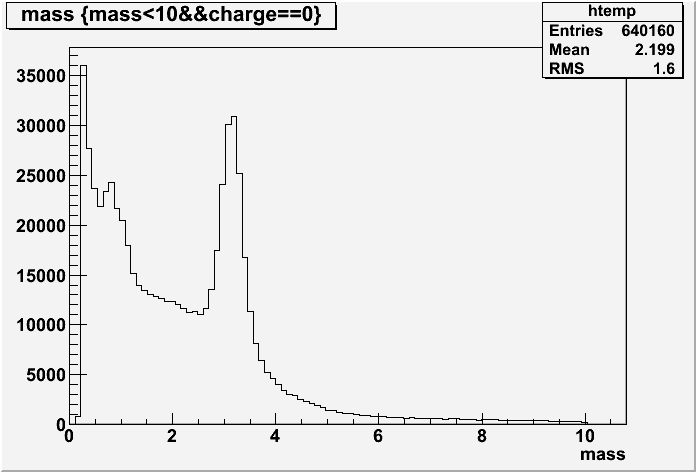 mass {mass<10&&charge==0}
htemp
Entries 640160
Mean 2.199
RMS 1.6
35000
30000
25000
20000
15000
10000
5000
0
0 2 4 6 8 10
mass